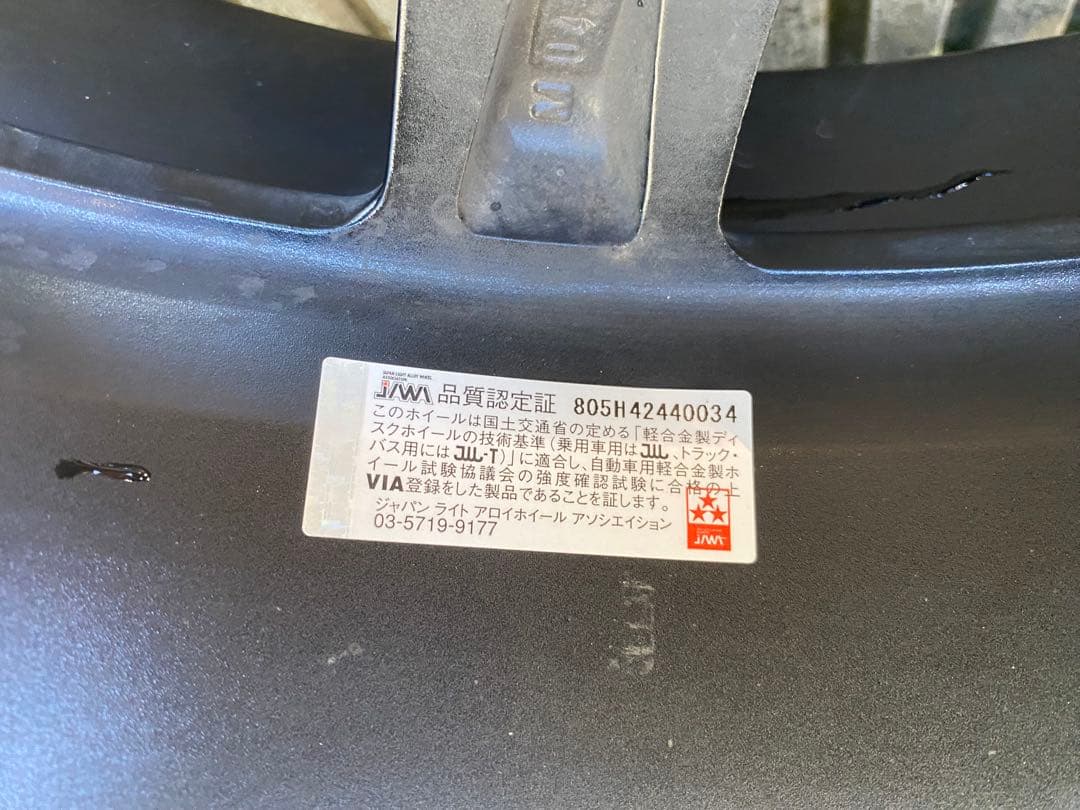 JAPAN LIGHT ALLOY WHEEL
ASSOCIATION
JAWA 品質認定証 805H42440034
このホイールは国土交通省の定める「軽合金製ディ
スクホイールの技術基準(乗用車用はJWL、トラック・
バス用にはJWL-T)」に適合し、自動車用軽合金製ホ
イール試験協議会の強度確認試験に合格の上
VIA登録をした製品であることを証します。
ジャパン ライト アロイホイール アソシエイション
03-5719-9177
JAWA